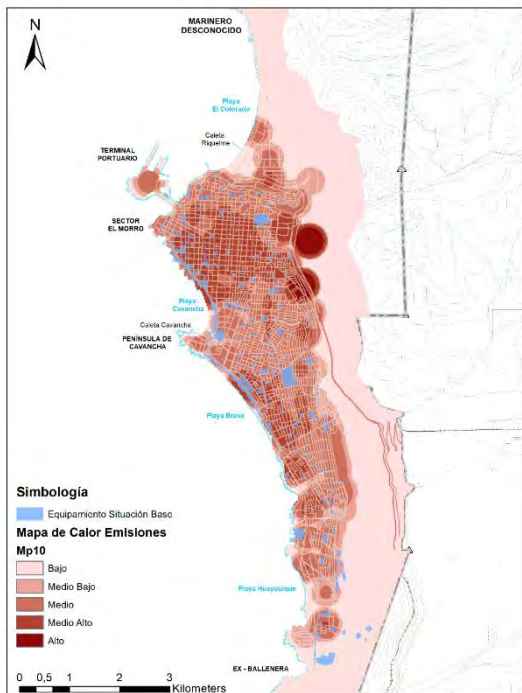 MARINERO
DESCONOCIDO
N
Playa
El Colorado
Caleta
Riquelme
TERMINAL
PORTUARIO
SECTOR
EL MORRO
Playa
Cavancha
Caleta Cavancha
PENÍNSULA DE
CAVANCHA
Playa Brava
Simbología
Equipamiento Situación Base
Mapa de Calor Emisiones
Mp10
Bajo
Medio Bajo
Medio
Medio Alto
Alto
Playa Huayquique
EX - BALLENERA
0 0,5 1 2 3
Kilometers